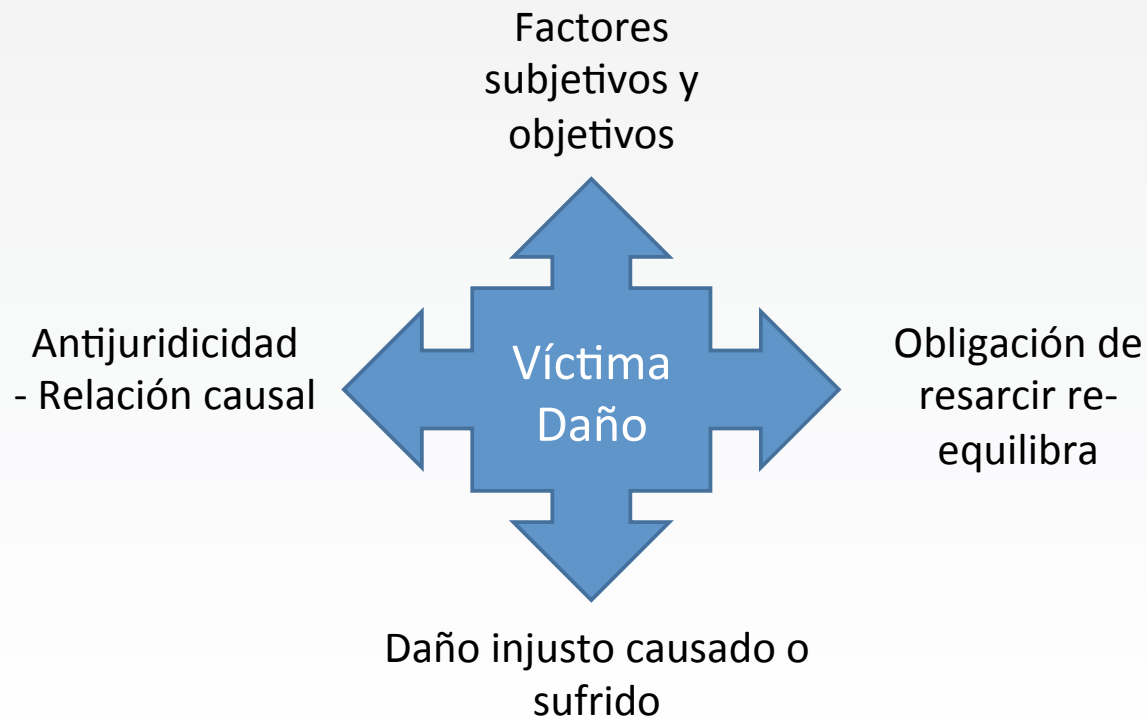 Factores
subjetivos y
objetivos
Antijuridicidad
- Relación causal
Víctima
Daño
Obligación de
resarcir re-
equilibra
Daño injusto causado o
sufrido